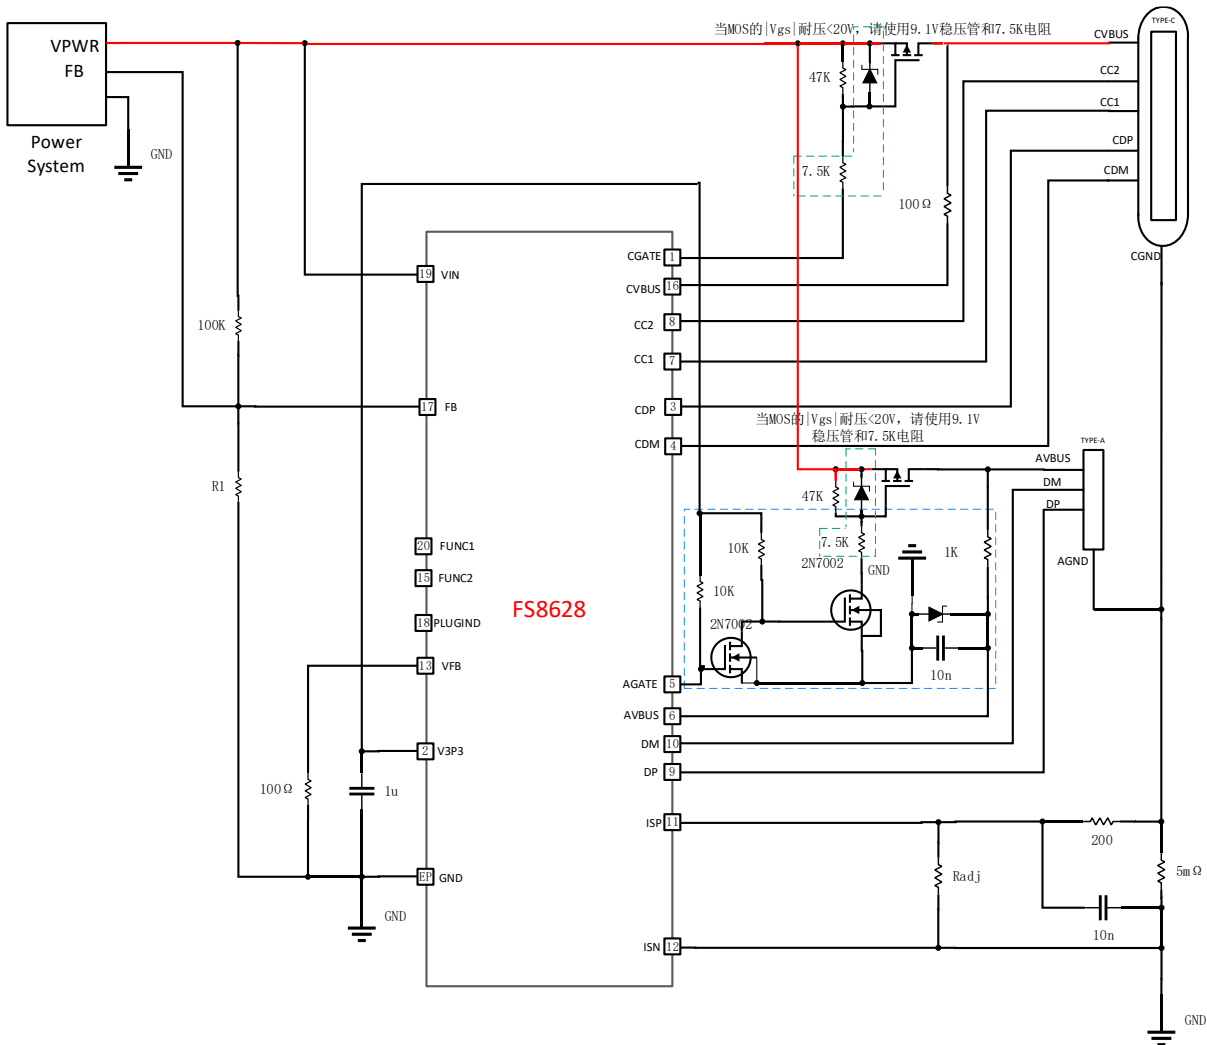 当MOS的|Vgs|耐压<20V，请使用9.1V稳压管和7.5K电阻
TYPE-C
VPWR
FB
Power
System
GND
CVBUS
CC2
CC1
CDP
CDM
CGND
47K
7.5K
100Ω
CGATE 1
CVBUS 16
CC2 8
CC1 7
CDP 3
CDM 4
19 VIN
100K
17 FB
R1
当MOS的|Vgs|耐压<20V，请使用9.1V
稳压管和7.5K电阻
TYPE-A
AVBUS
DM
DP
AGND
47K
7.5K
10K
2N7002
GND
1K
10K
2N7002
10n
20 FUNC1
15 FUNC2
18 PLUGIND
13 VFB
2 V3P3
EP GND
FS8628
AGATE 5
AVBUS 6
DM 10
DP 9
ISP 11
ISN 12
100Ω
1u
GND
200
Radj
5mΩ
10n
GND